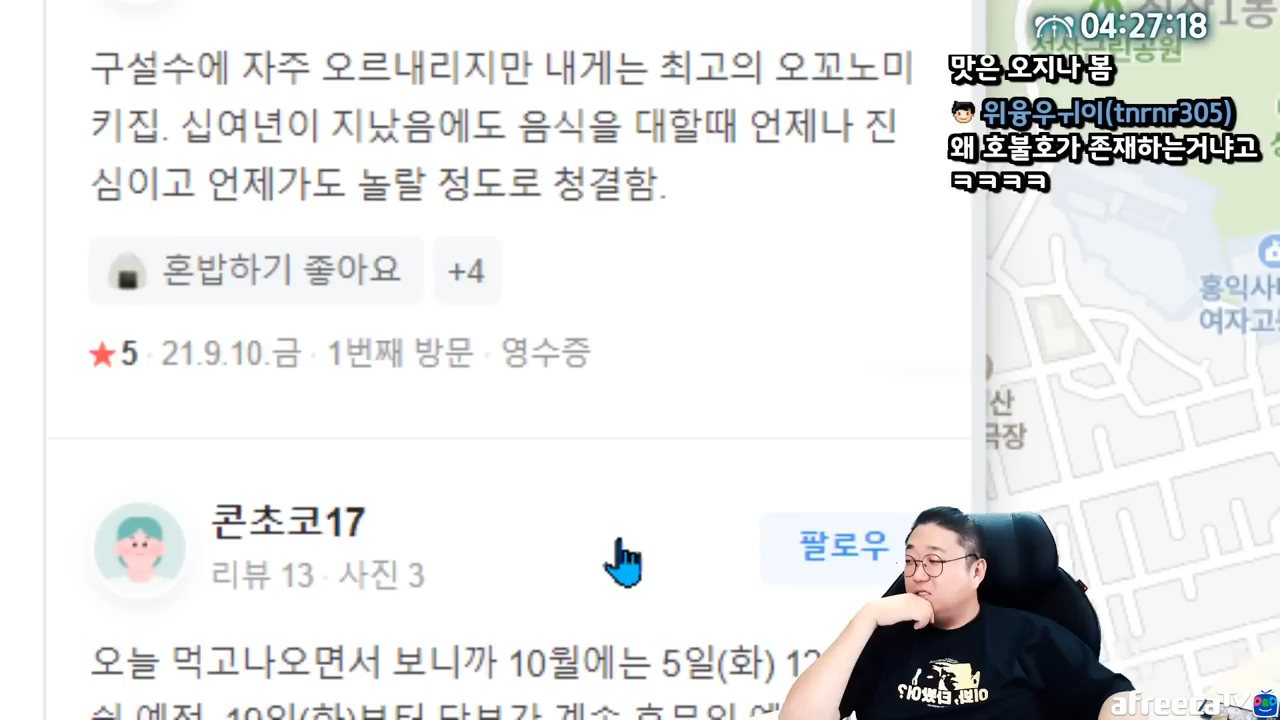 구설수에 자주 오르내리지만 내게는 최고의 오꼬노미
키집. 십여년이 지났음에도 음식을 대할때 언제나 진
심이고 언제가도 놀랄 정도로 청결함.
혼밥하기 좋아요
+4
5 · 21.9.10.금 · 1번째 방문 · 영수증
콘초코17
리뷰 13 · 사진 3
팔로우
오늘 먹고나오면서 보니까 10월에는 5일(화)
04:27:18
맛은 오지나 봄
위융우ㅟ이(tnrnr305)
왜 호불호가 존재하는거냐고
ㅋㅋㅋㅋ
홍익사
여자고
산
극장
afreecaTV